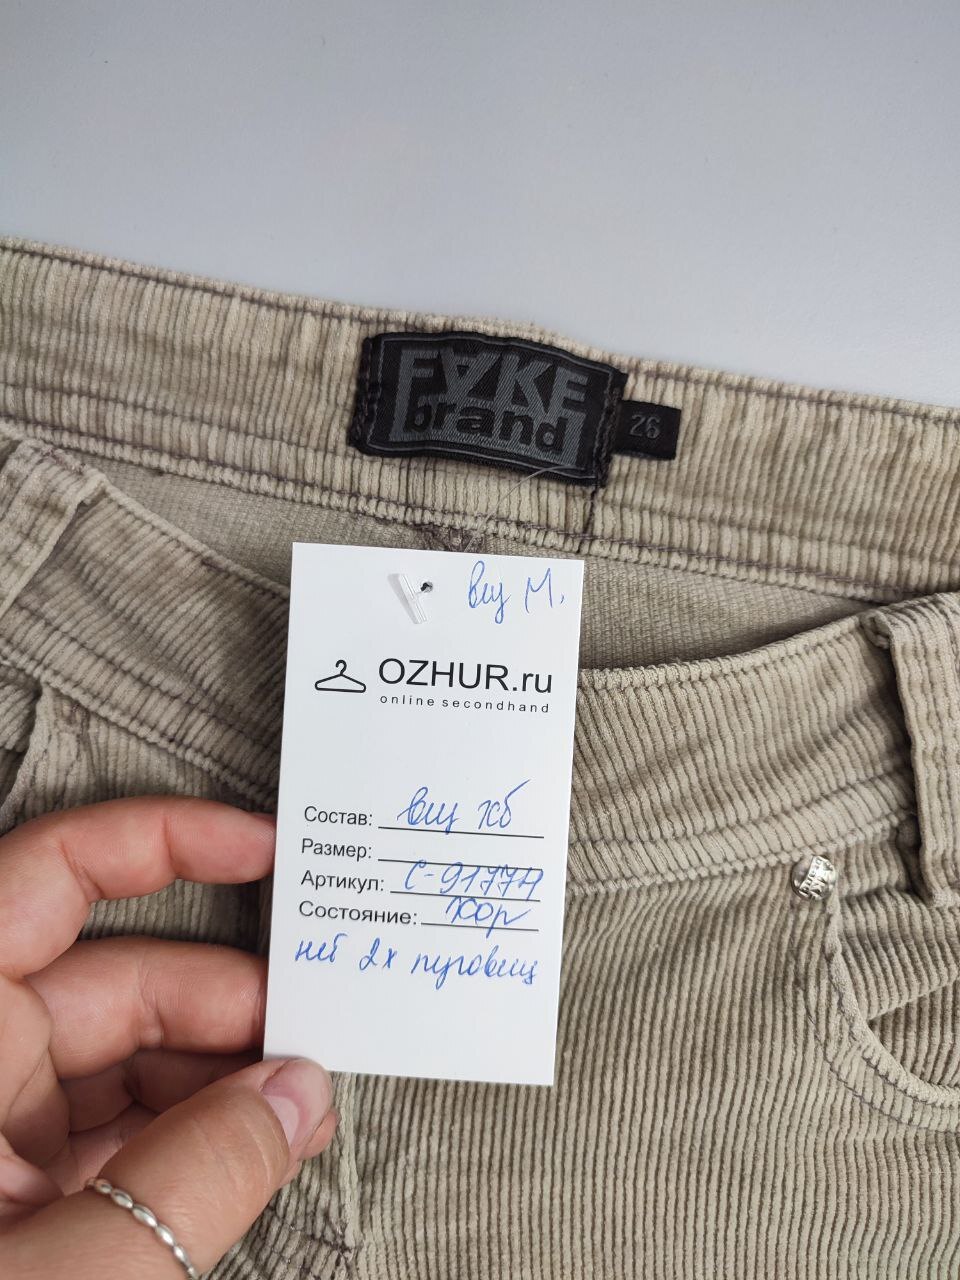 FAKE
brand
26
виз М.
OZHUR.ru
online secondhand
Состав: виз хб
Размер:
Артикул: С-91774
Состояние: хор
нет 2х пуговиц